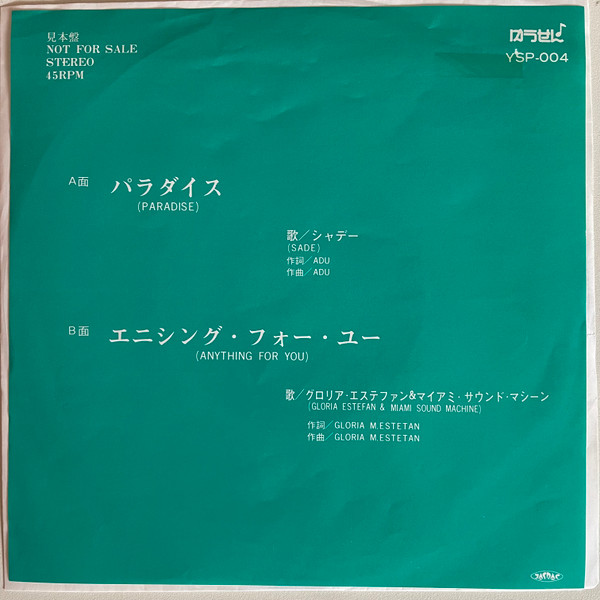 見本盤
NOT FOR SALE
STEREO
45RPM
ゆうせん
YSP-004
A面 パラダイス
(PARADISE)
歌/シャデー
(SADE)
作詞/ADU
作曲/ADU
B面 エニシング・フォー・ユー
(ANYTHING FOR YOU)
歌/グロリア・エステファン&マイアミ・サウンド・マシーン
(GLORIA ESTEFAN & MIAMI SOUND MACHINE)
作詞/GLORIA M.ESTETAN
作曲/GLORIA M.ESTETAN